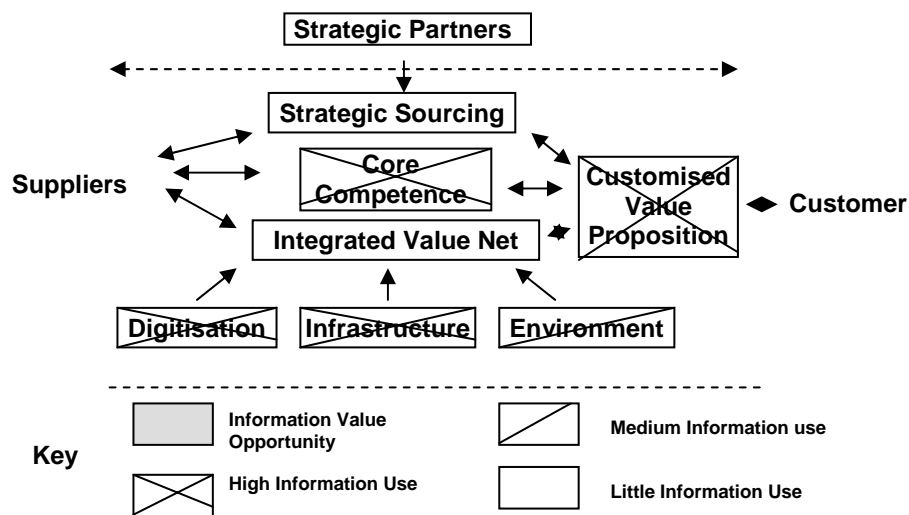 Strategic Partners
Strategic Sourcing
Suppliers
Core
Competence
Customised
Value
Proposition
Customer
Integrated Value Net
Digitisation
Infrastructure
Environment
Key
Information Value
Opportunity
Medium Information use
High Information Use
Little Information Use